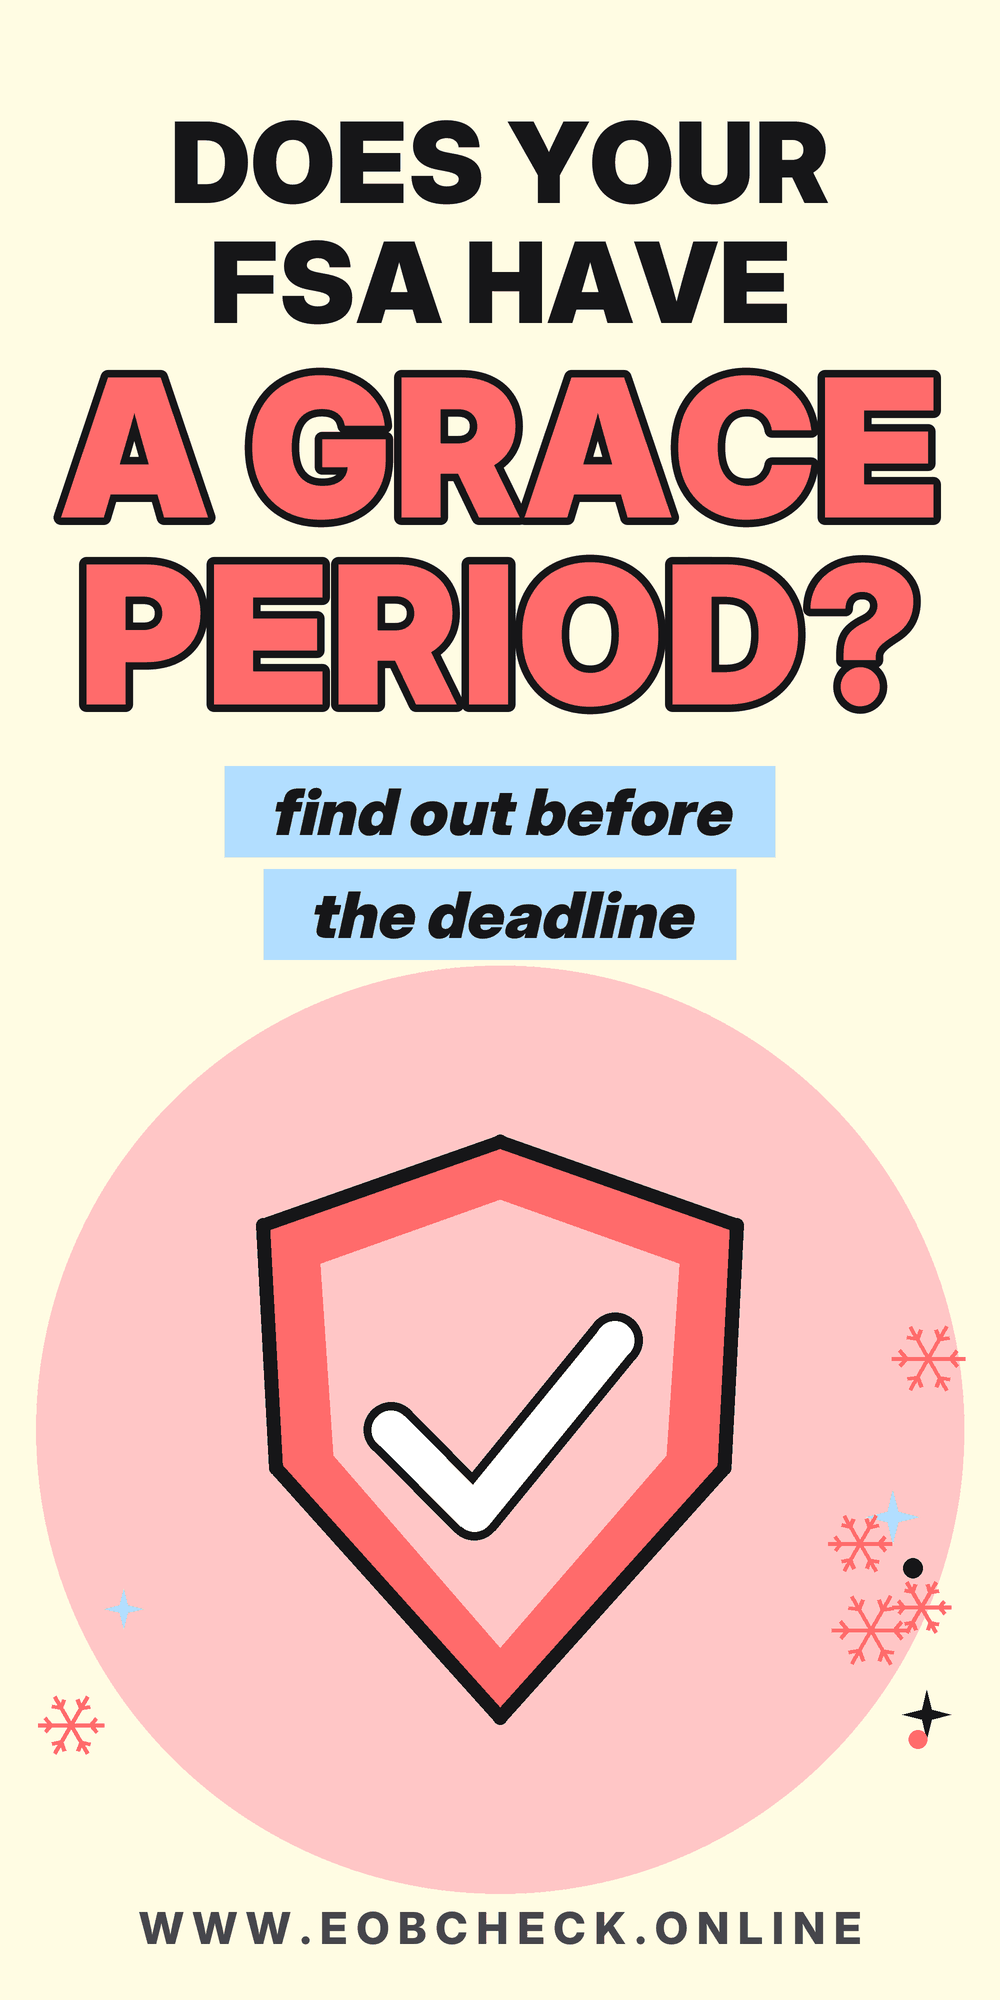 DOES YOUR
FSA HAVE
A GRACE
PERIOD?
find out before
the deadline
WWW.EOBCHECK.ONLINE